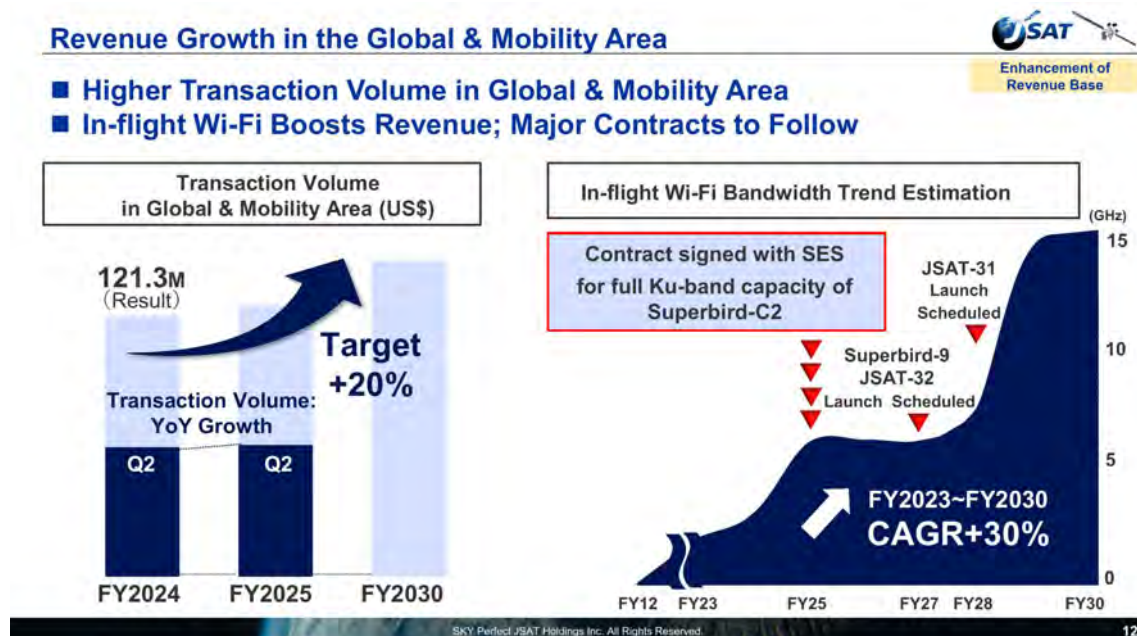 Revenue Growth in the Global & Mobility Area
JSAT
Enhancement of
Revenue Base
■ Higher Transaction Volume in Global & Mobility Area
■ In-flight Wi-Fi Boosts Revenue; Major Contracts to Follow
Transaction Volume
in Global & Mobility Area (US$)
121.3M
(Result)
Target
+20%
Transaction Volume:
YoY Growth
Q2
Q2
FY2024
FY2025
FY2030
In-flight Wi-Fi Bandwidth Trend Estimation
(GHz)
Contract signed with SES
for full Ku-band capacity of
Superbird-C2
15
JSAT-31
Launch
Scheduled
10
Superbird-9
JSAT-32
Launch Scheduled
5
FY2023~FY2030
CAGR+30%
0
FY12
FY23
FY25
FY27
FY28
FY30
SKY Perfect JSAT Holdings Inc. All Rights Reserved.
12